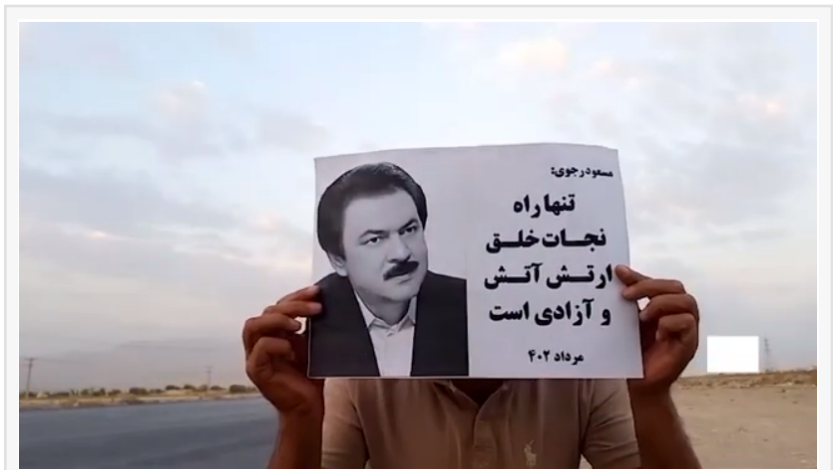 مسعود رجوی:
تنها راه
نجات خلق
ارتش آتش
و آزادی است
مرداد ۴۰۲